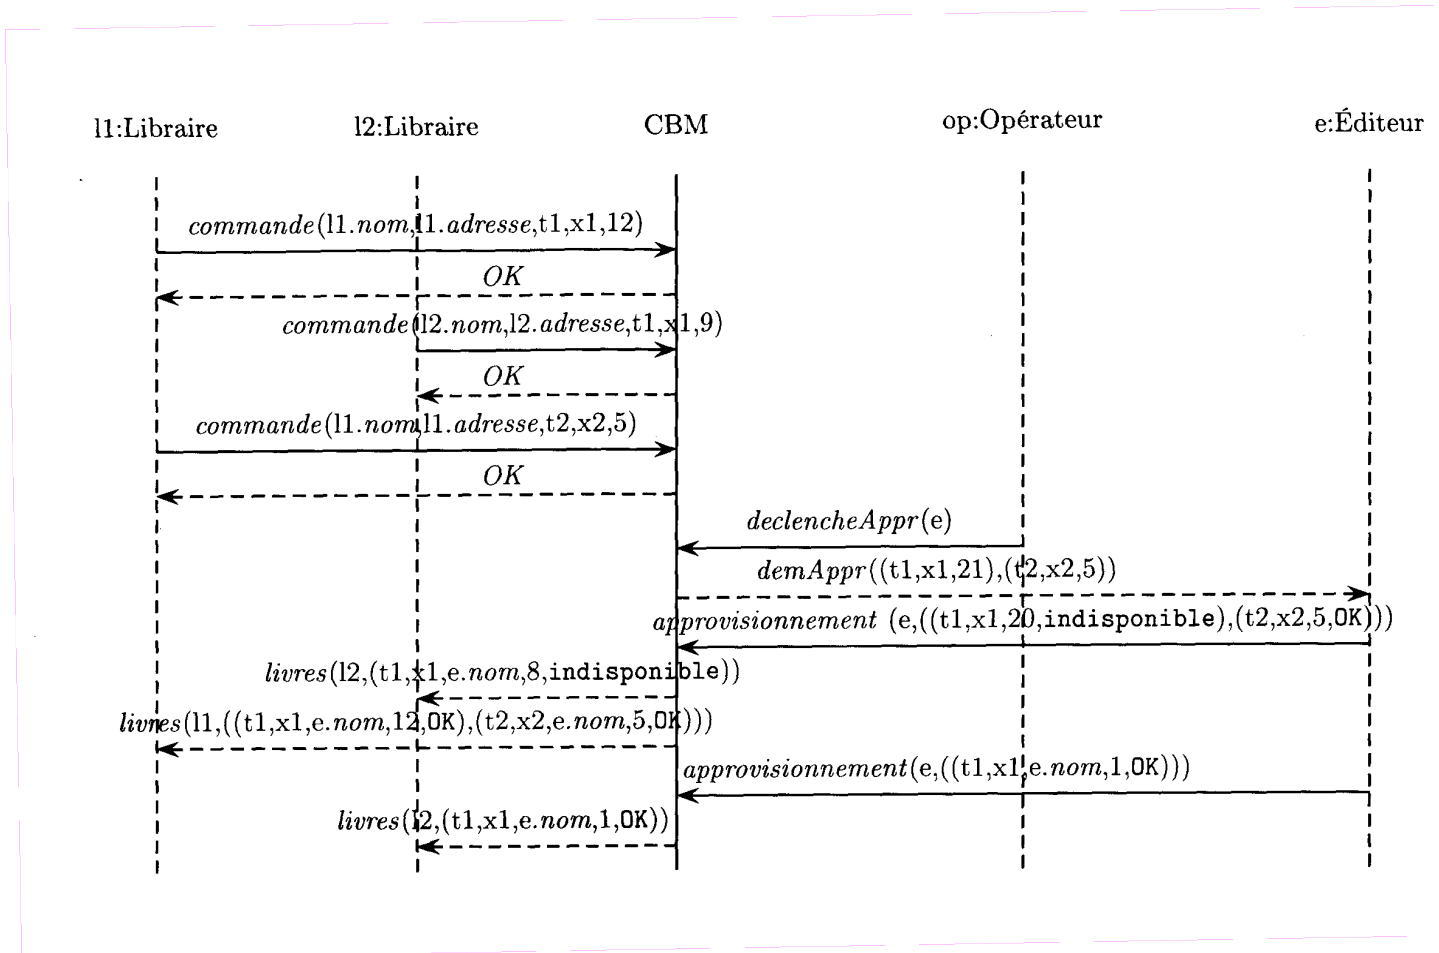 l1:Libraire l2:Libraire CBM op:Opérateur e:Éditeur
commande(l1.nom,l1.adresse,t1,x1,12)
OK
commande(l2.nom,l2.adresse,t1,x1,9)
OK
commande(l1.nom,l1.adresse,t2,x2,5)
OK
declencheAppr(e)
demAppr((t1,x1,21),(t2,x2,5))
approvisionnement (e,((t1,x1,20,indisponible),(t2,x2,5,OK)))
livres(l2,(t1,x1,e.nom,8,indisponible))
livres(l1,((t1,x1,e.nom,12,OK),(t2,x2,e.nom,5,OK)))
approvisionnement(e,((t1,x1,e.nom,1,OK)))
livres(l2,(t1,x1,e.nom,1,OK))